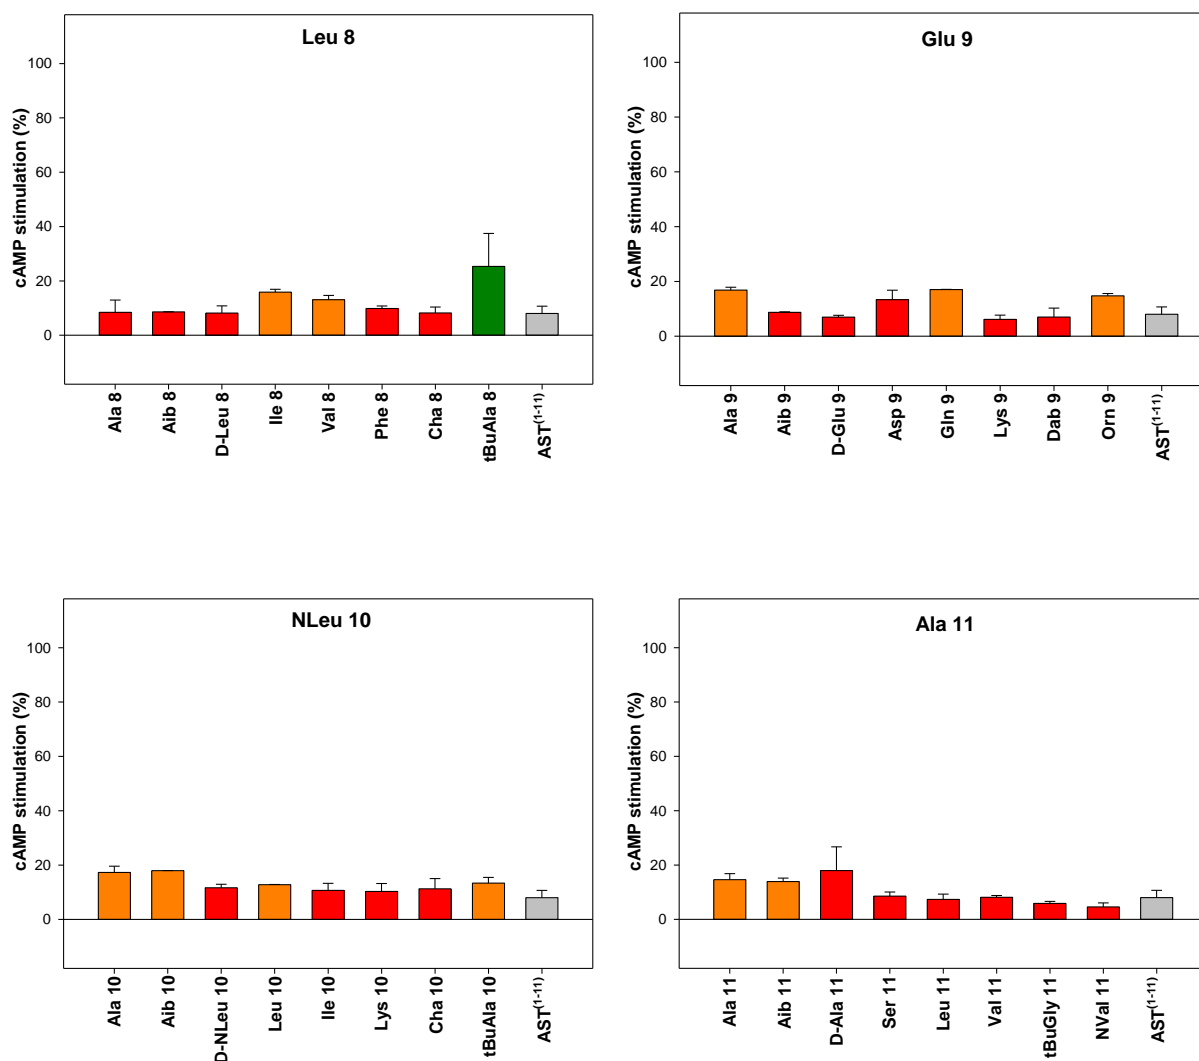 Leu 8
cAMP stimulation (%)
100
80
60
40
20
0
Ala 8
Aib 8
D-Leu 8
Ile 8
Val 8
Phe 8
Cha 8
tBuAla 8
AST(1-11)
Glu 9
cAMP stimulation (%)
100
80
60
40
20
0
Ala 9
Aib 9
D-Glu 9
Asp 9
Gln 9
Lys 9
Dab 9
Orn 9
AST(1-11)
NLeu 10
cAMP stimulation (%)
100
80
60
40
20
0
Ala 10
Aib 10
D-NLeu 10
Leu 10
Ile 10
Lys 10
Cha 10
tBuAla 10
AST(1-11)
Ala 11
cAMP stimulation (%)
100
80
60
40
20
0
Ala 11
Aib 11
D-Ala 11
Ser 11
Leu 11
Val 11
tBuGly 11
NVal 11
AST(1-11)